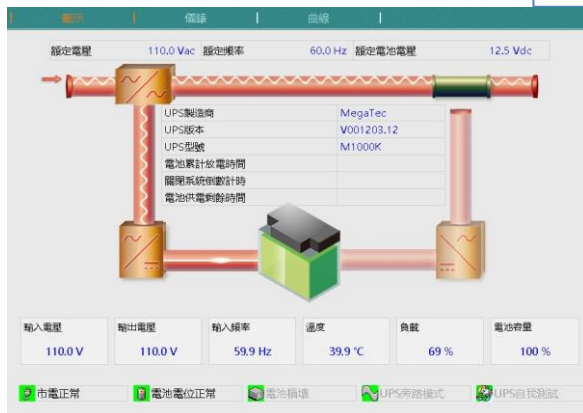 圖示 儀錶 曲線
額定電壓 110.0 Vac 額定頻率 60.0 Hz 額定電池電壓 12.5 Vdc
UPS製造商 MegaTec
UPS版本 V001203.12
UPS型號 M1000K
電池累計放電時間
關閉系統倒數計時
電池供電剩餘時間
輸入電壓 輸出電壓 輸入頻率 溫度 負載 電池容量
110.0 V 110.0 V 59.9 Hz 39.9 °C 69 % 100 %
市電正常 電池電位正常 電池損壞 UPS旁路模式 UPS自我測試